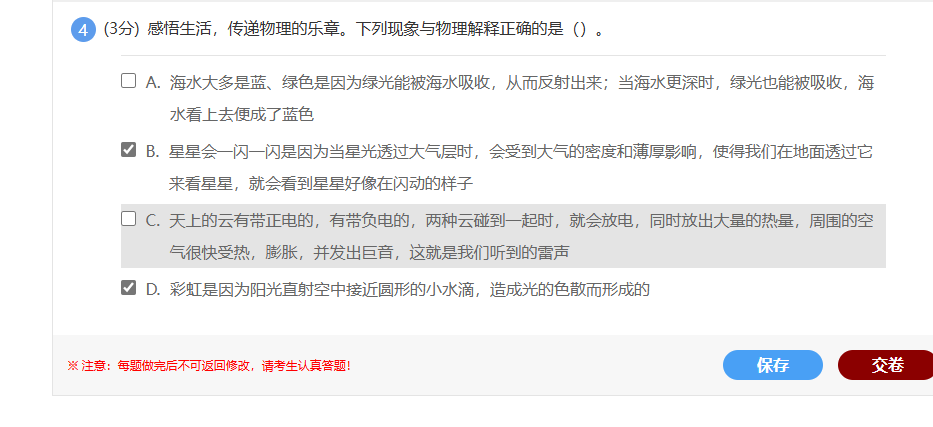 4 (3分) 感悟生活，传递物理的乐章。下列现象与物理解释正确的是（）。
A. 海水大多是蓝、绿色是因为绿光能被海水吸收，从而反射出来；当海水更深时，绿光也能被吸收，海
水看上去便成了蓝色
B. 星星会一闪一闪是因为当星光透过大气层时，会受到大气的密度和薄厚影响，使得我们在地面透过它
来看星星，就会看到星星好像在闪动的样子
C. 天上的云有带正电的，有带负电的，两种云碰到一起时，就会放电，同时放出大量的热量，周围的空
气很快受热，膨胀，并发出巨音，这就是我们听到的雷声
D. 彩虹是因为阳光直射空中接近圆形的小水滴，造成光的色散而形成的
※ 注意：每题做完后不可返回修改，请考生认真答题！
保存 交卷